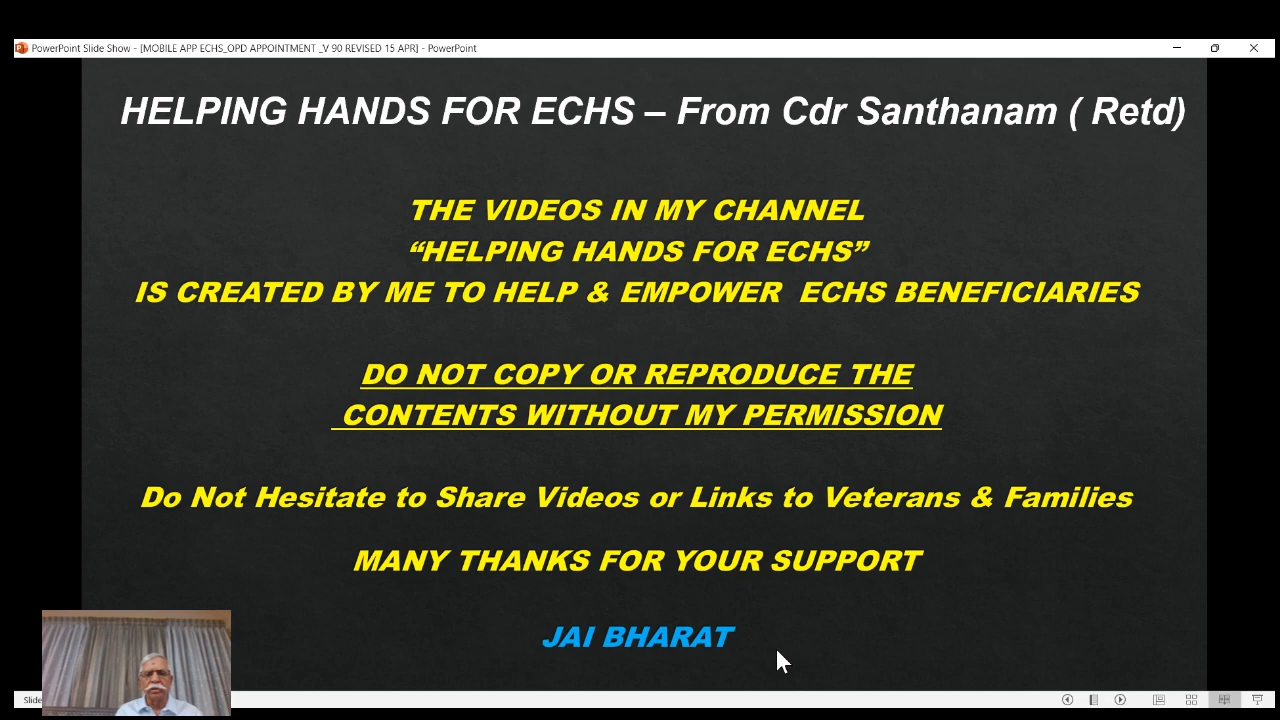 PowerPoint Slide Show - [MOBILE APP ECHS_OPD APPOINTMENT _V 90 REVISED 15 APR] - PowerPoint
HELPING HANDS FOR ECHS – From Cdr Santhanam ( Retd)
THE VIDEOS IN MY CHANNEL
“HELPING HANDS FOR ECHS”
IS CREATED BY ME TO HELP & EMPOWER ECHS BENEFICIARIES
DO NOT COPY OR REPRODUCE THE
CONTENTS WITHOUT MY PERMISSION
Do Not Hesitate to Share Videos or Links to Veterans & Families
MANY THANKS FOR YOUR SUPPORT
JAI BHARAT
Slide